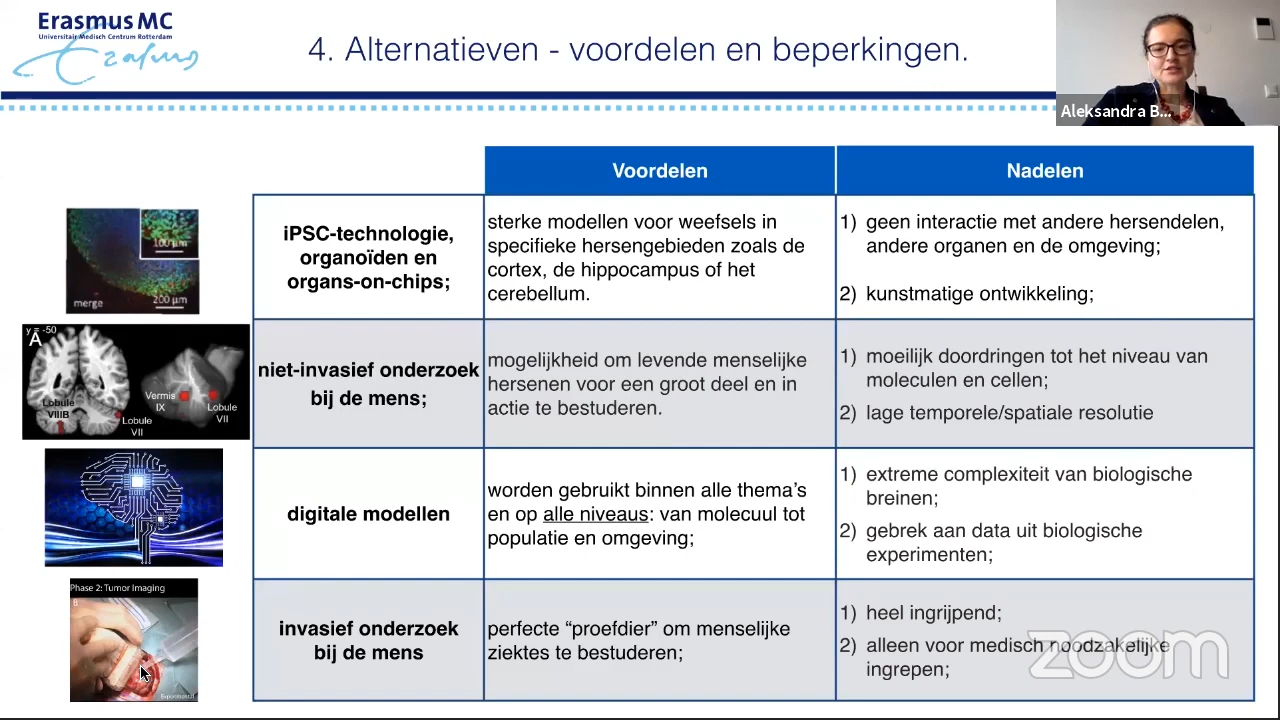 Erasmus MC
Universitair Medisch Centrum Rotterdam
Erasmus
4. Alternatieven - voordelen en beperkingen.
Aleksandra B...
Voordelen
Nadelen
100 µm
merge
200 µm
iPSC-technologie,
organoïden en
organs-on-chips;
sterke modellen voor weefsels in
specifieke hersengebieden zoals de
cortex, de hippocampus of het
cerebellum.
1) geen interactie met andere hersendelen,
andere organen en de omgeving;
2) kunstmatige ontwikkeling;
y = -50
A
Lobule
VIIIB
Lobule
VII
Vermis
IX
Lobule
VII
niet-invasief onderzoek
bij de mens;
mogelijkheid om levende menselijke
hersenen voor een groot deel en in
actie te bestuderen.
1) moeilijk doordringen tot het niveau van
moleculen en cellen;
2) lage temporele/spatiale resolutie
digitale modellen
worden gebruikt binnen alle thema's
en op alle niveaus: van molecuul tot
populatie en omgeving;
1) extreme complexiteit van biologische
breinen;
2) gebrek aan data uit biologische
experimenten;
Phase 2: Tumor Imaging
B
invasief onderzoek
bij de mens
perfecte “proefdier” om menselijke
ziektes te bestuderen;
1) heel ingrijpend;
2) alleen voor medisch noodzakelijke
ingrepen;
zoom